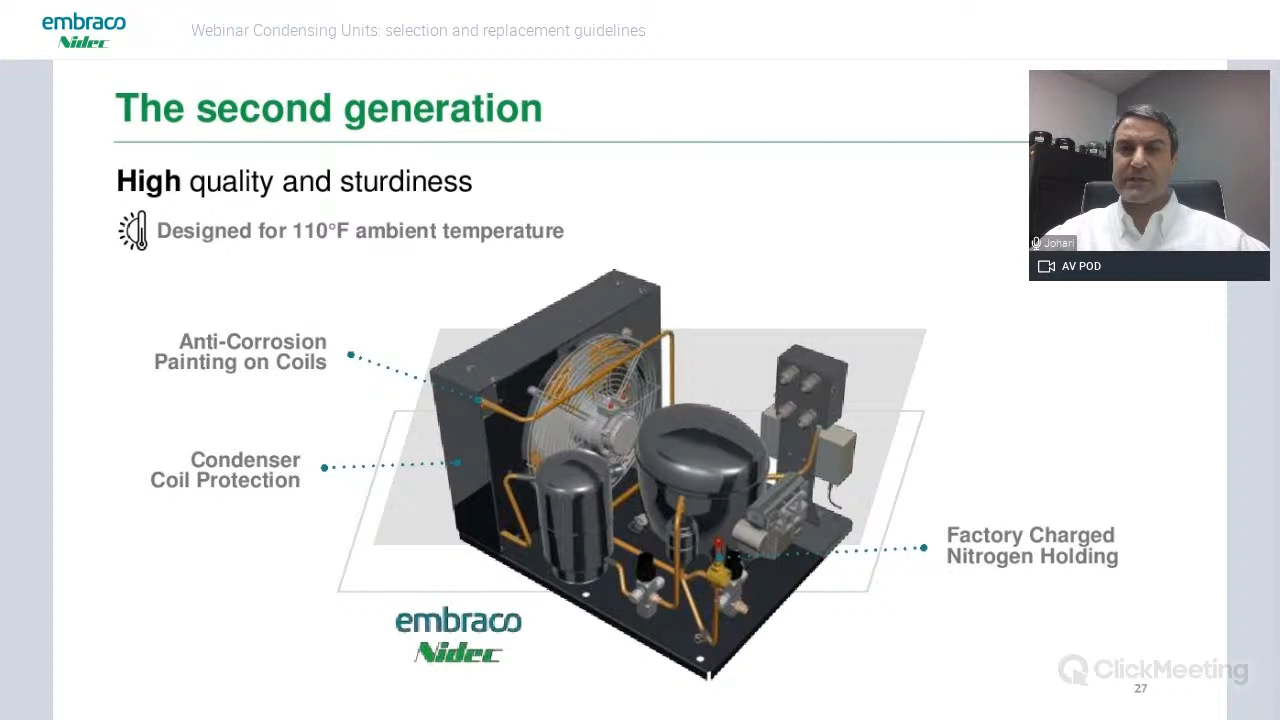 embraco
Nidec
Webinar Condensing Units: selection and replacement guidelines
The second generation
High quality and sturdiness
Designed for 110°F ambient temperature
Johari
AV POD
Anti-Corrosion
Painting on Coils
Condenser
Coil Protection
Factory Charged
Nitrogen Holding
embraco
Nidec
ClickMeeting
27